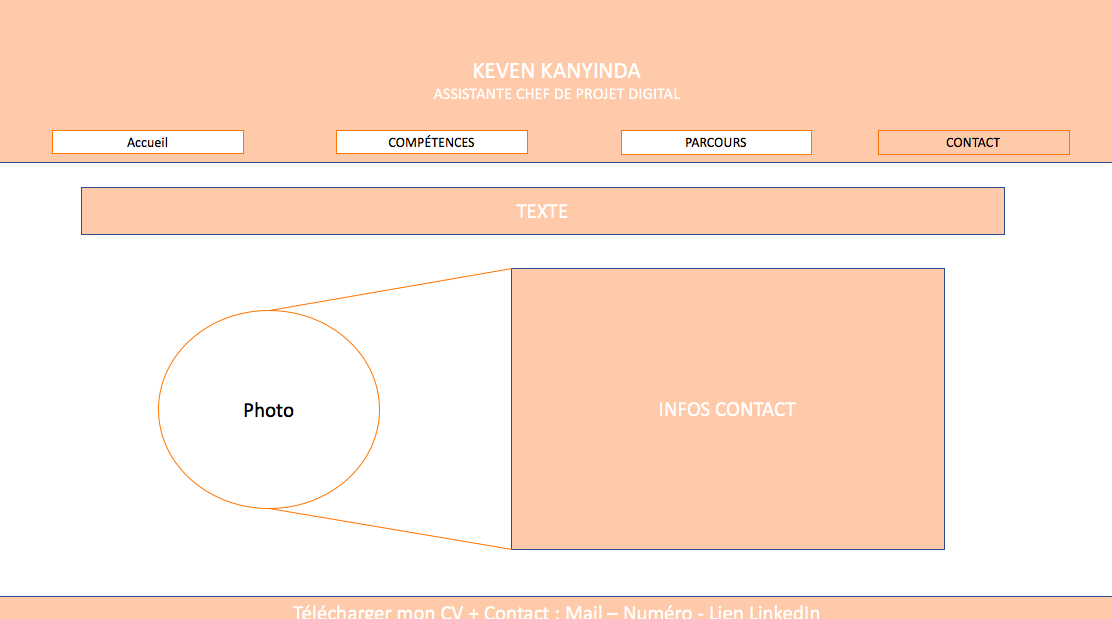 KEVEN KANYINDA
ASSISTANTE CHEF DE PROJET DIGITAL
Accueil
COMPÉTENCES
PARCOURS
CONTACT
TEXTE
Photo
INFOS CONTACT
Télécharger mon CV + Contact : Mail – Numéro - Lien LinkedIn